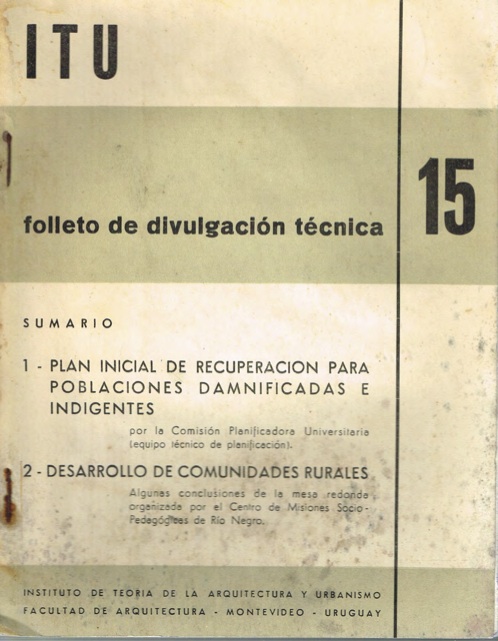 ITU
15
folleto de divulgación técnica
SUMARIO
1 - PLAN INICIAL DE RECUPERACION PARA
POBLACIONES DAMNIFICADAS E
INDIGENTES
por la Comisión Planificadora Universitaria
(equipo técnico de planificación).
2 - DESARROLLO DE COMUNIDADES RURALES
Algunas conclusiones de la mesa redonda
organizada por el Centro de Misiones Socio-
Pedagógicas de Río Negro.
INSTITUTO DE TEORIA DE LA ARQUITECTURA Y URBANISMO
FACULTAD DE ARQUITECTURA - MONTEVIDEO - URUGUAY